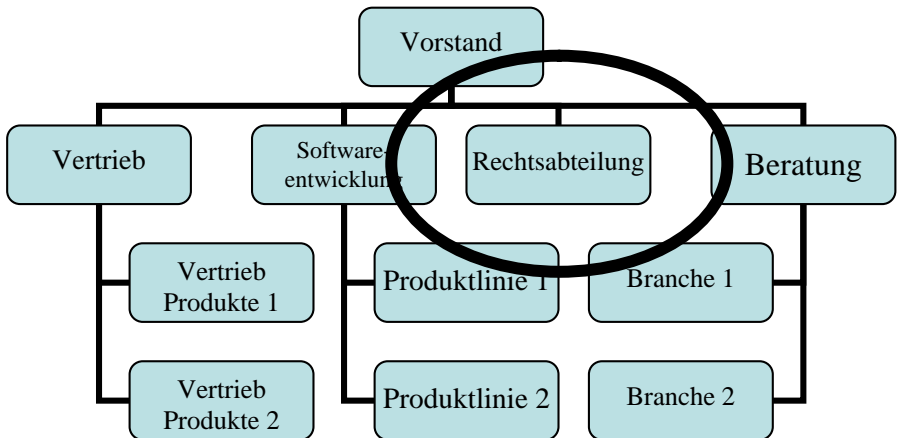 Vorstand
Vertrieb
Software-
entwicklung
Rechtsabteilung
Beratung
Vertrieb
Produkte 1
Produktlinie 1
Branche 1
Vertrieb
Produkte 2
Produktlinie 2
Branche 2